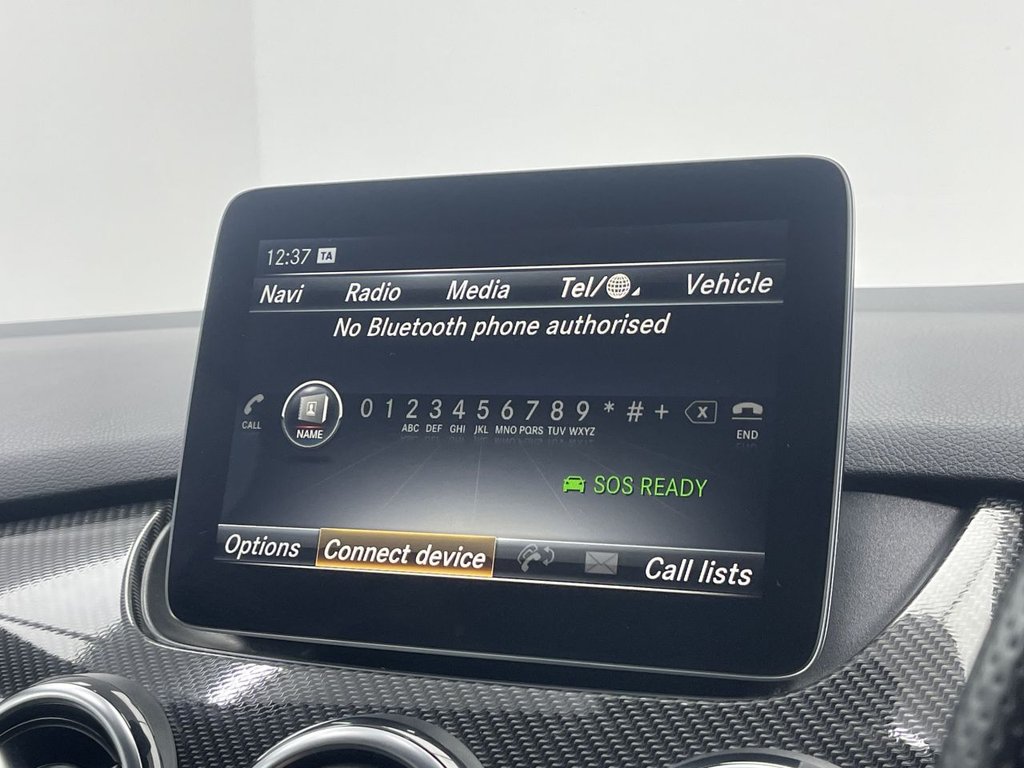 12:37 TA
Navi Radio Media Tel/ Vehicle
No Bluetooth phone authorised
0 1 2 3 4 5 6 7 8 9 * # +
CALL NAME ABC DEF GHI JKL MNO PQRS TUV WXYZ X END
SOS READY
Options Connect device Call lists